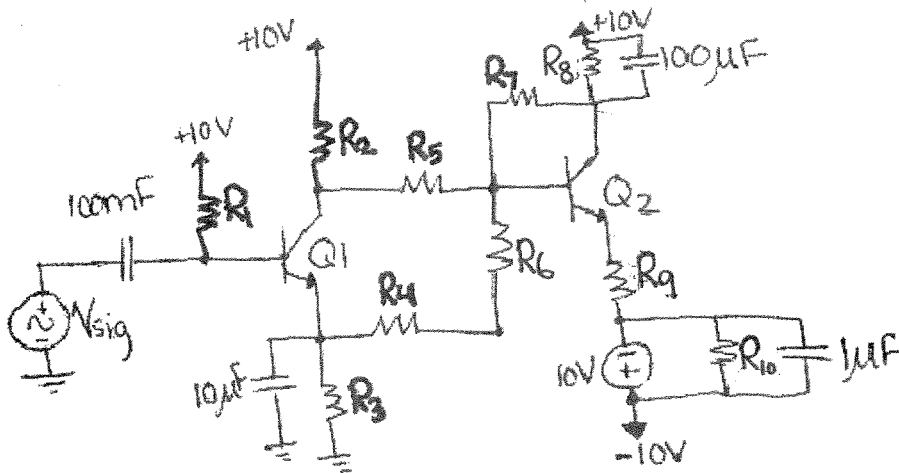 +10V
+10V
R8
100µF
R7
+10V
R2
R5
100mF
R1
Q2
Q1
R6
R9
R4
Vsig
10µF
R3
10V
R10
1µF
-10V
+
-
+
-